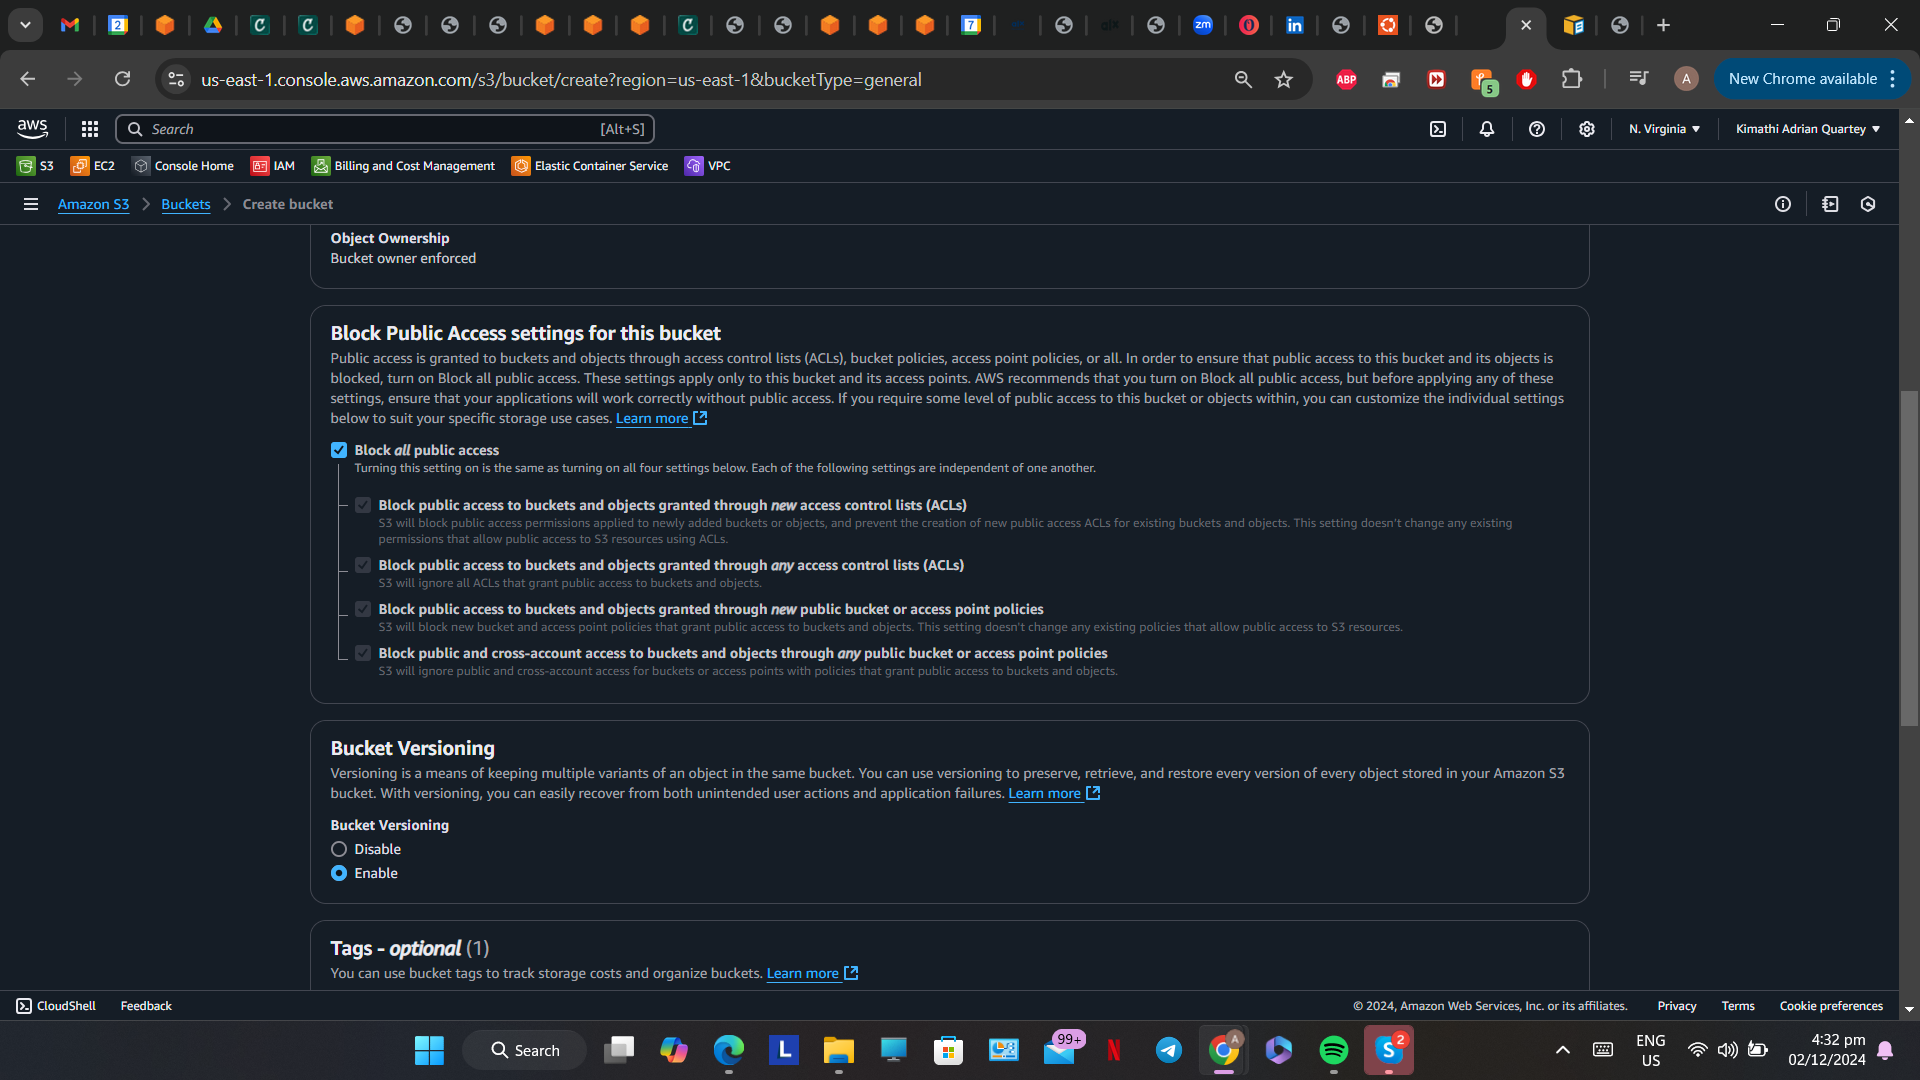 2
7
zm
in
us-east-1.console.aws.amazon.com/s3/bucket/create?region=us-east-1&bucketType=general
ABP
5
A
New Chrome available
aws
Search
[Alt+S]
N. Virginia
Kimathi Adrian Quartey
S3
EC2
Console Home
IAM
Billing and Cost Management
Elastic Container Service
VPC
Amazon S3
Buckets
Create bucket
Object Ownership
Bucket owner enforced
Block Public Access settings for this bucket
Public access is granted to buckets and objects through access control lists (ACLs), bucket policies, access point policies, or all. In order to ensure that public access to this bucket and its objects is
blocked, turn on Block all public access. These settings apply only to this bucket and its access points. AWS recommends that you turn on Block all public access, but before applying any of these
settings, ensure that your applications will work correctly without public access. If you require some level of public access to this bucket or objects within, you can customize the individual settings
below to suit your specific storage use cases. Learn more
Block all public access
Turning this setting on is the same as turning on all four settings below. Each of the following settings are independent of one another.
Block public access to buckets and objects granted through new access control lists (ACLs)
S3 will block public access permissions applied to newly added buckets or objects, and prevent the creation of new public access ACLs for existing buckets and objects. This setting doesn't change any existing
permissions that allow public access to S3 resources using ACLs.
Block public access to buckets and objects granted through any access control lists (ACLs)
S3 will ignore all ACLs that grant public access to buckets and objects.
Block public access to buckets and objects granted through new public bucket or access point policies
S3 will block new bucket and access point policies that grant public access to buckets and objects. This setting doesn't change any existing policies that allow public access to S3 resources.
Block public and cross-account access to buckets and objects through any public bucket or access point policies
S3 will ignore public and cross-account access for buckets or access points with policies that grant public access to buckets and objects.
Bucket Versioning
Versioning is a means of keeping multiple variants of an object in the same bucket. You can use versioning to preserve, retrieve, and restore every version of every object stored in your Amazon S3
bucket. With versioning, you can easily recover from both unintended user actions and application failures. Learn more
Bucket Versioning
Disable
Enable
Tags - optional (1)
You can use bucket tags to track storage costs and organize buckets. Learn more
CloudShell
Feedback
© 2024, Amazon Web Services, Inc. or its affiliates.
Privacy
Terms
Cookie preferences
Search
L
99+
N
A
S
2
ENG
US
4:32 pm
02/12/2024